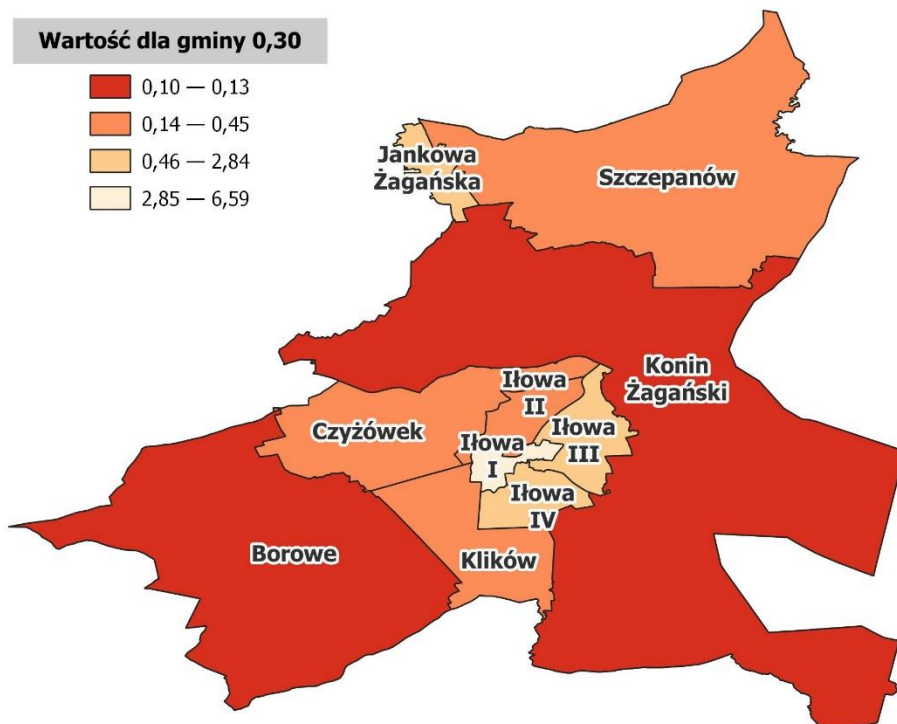 Wartość dla gminy 0,30
0,10 — 0,13
0,14 — 0,45
0,46 — 2,84
2,85 — 6,59
Jankowa
Żagańska
Szczepanów
Konin
Żagański
Iłowa
II
Czyżówek
Iłowa
III
Iłowa
I
Iłowa
IV
Borowe
Klików